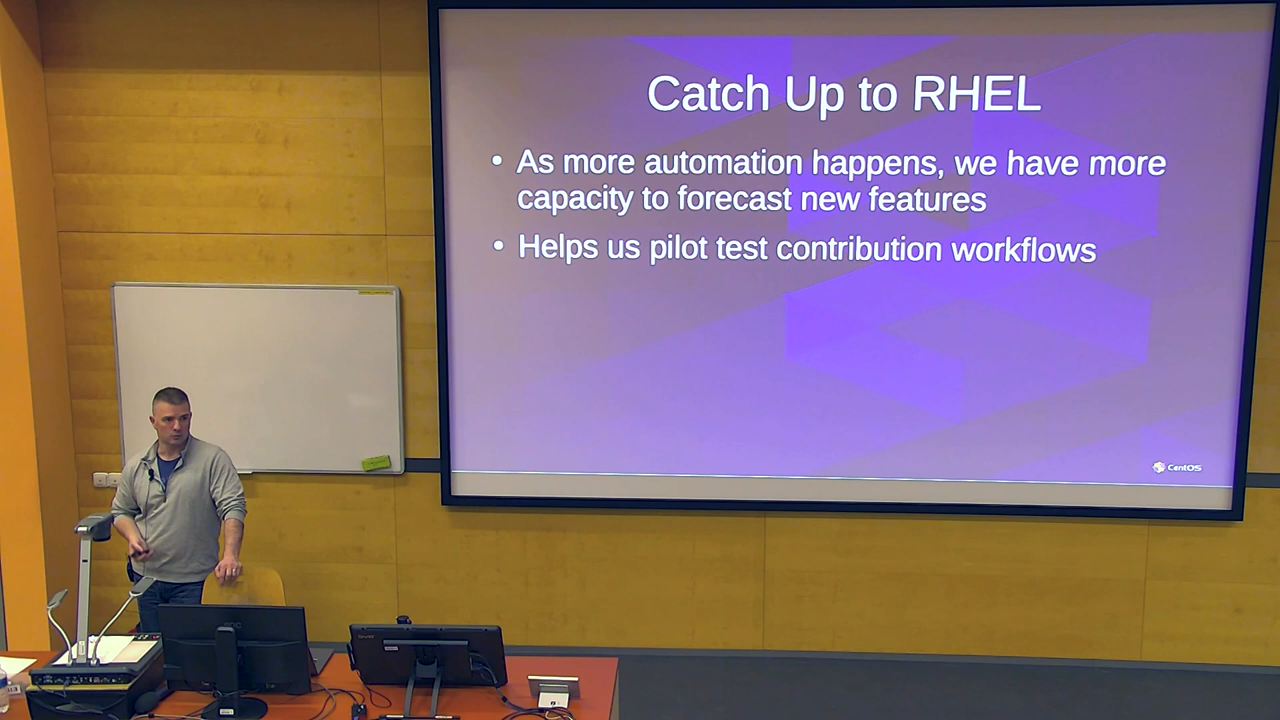 Catch Up to RHEL
• As more automation happens, we have more
capacity to forecast new features
• Helps us pilot test contribution workflows
CentOS